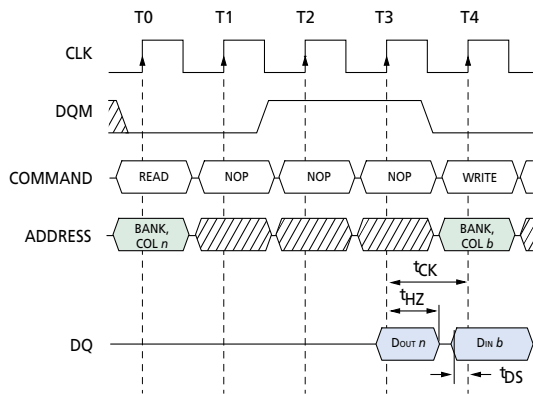 T0 T1 T2 T3 T4
CLK
DQM
COMMAND READ NOP NOP NOP WRITE
ADDRESS BANK, COL n BANK, COL b
tCK
tHZ
DQ DOUT n DIN b
tDS